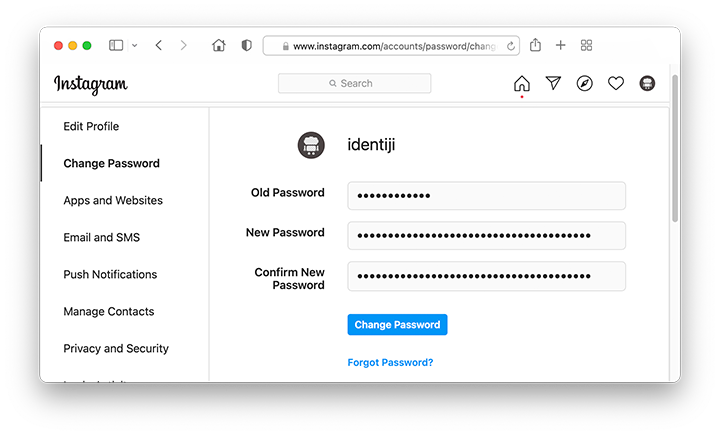 www.instagram.com/accounts/password/chang
Instagram
Search
Edit Profile
Change Password
Apps and Websites
Email and SMS
Push Notifications
Manage Contacts
Privacy and Security
identiji
Old Password
••••••••••••
New Password
•••••••••••••••••••••••••••••••••••••••
Confirm New
Password
•••••••••••••••••••••••••••••••••••••••
Change Password
Forgot Password?